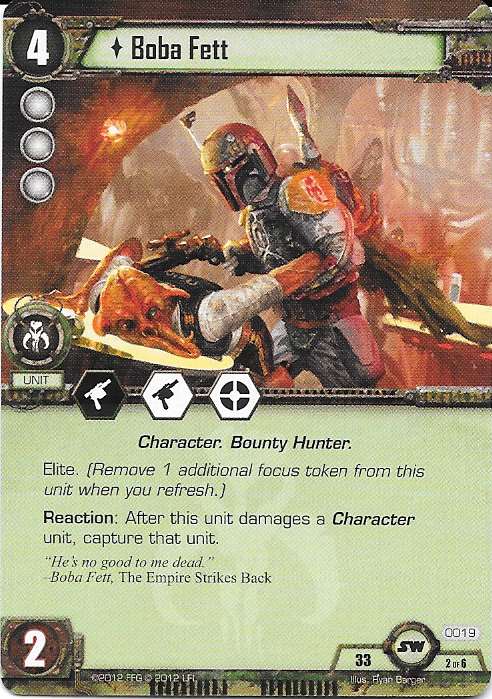 4
Boba Fett
UNIT
Character. Bounty Hunter.
Elite. (Remove 1 additional focus token from this
unit when you refresh.)
Reaction: After this unit damages a Character
unit, capture that unit.
“He's no good to me dead.”
–Boba Fett, The Empire Strikes Back
2
33
SW
0019
2 OF 6
©2012 FFG © 2012 LFL
Illus. Ryan Barger